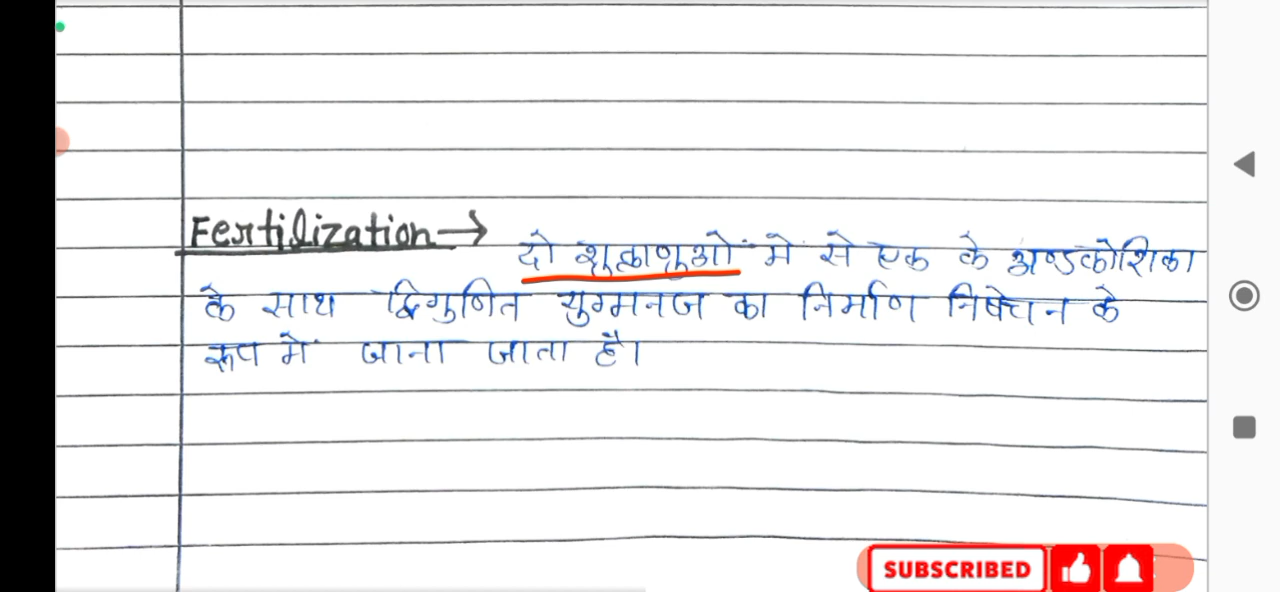 Fertilization →
दो शुक्राणुओं में से एक के अण्डकोशिका
के साथ द्विगुणित युग्मनज का निर्माण निषेचन के
रूप में जाना जाता है।
SUBSCRIBED